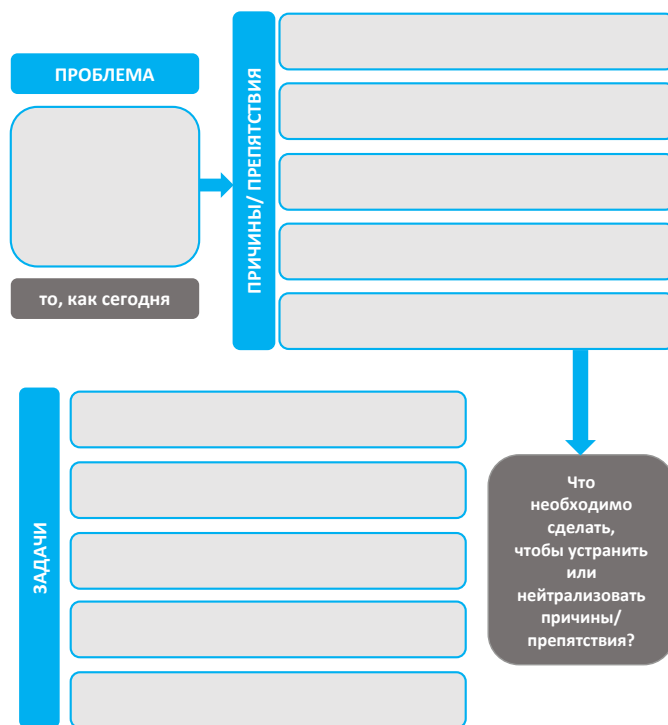 ПРОБЛЕМА
то, как сегодня
ПРИЧИНЫ/ ПРЕПЯТСТВИЯ
ЗАДАЧИ
Что
необходимо
сделать,
чтобы устранить
или
нейтрализовать
причины/
препятствия?